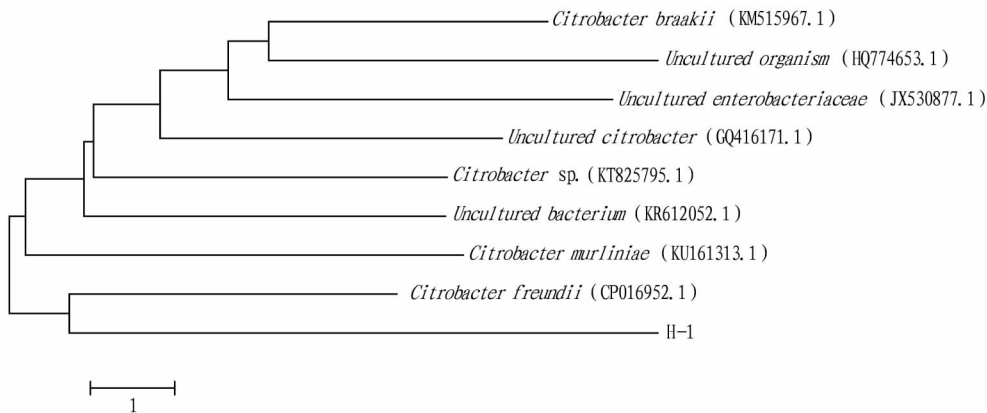 Citrobacter braakii (KM515967.1)
Uncultured organism (HQ774653.1)
Uncultured enterobacteriaceae (JX530877.1)
Uncultured citrobacter (GQ416171.1)
Citrobacter sp. (KT825795.1)
Uncultured bacterium (KR612052.1)
Citrobacter murliniae (KU161313.1)
Citrobacter freundii (CP016952.1)
H-1
1